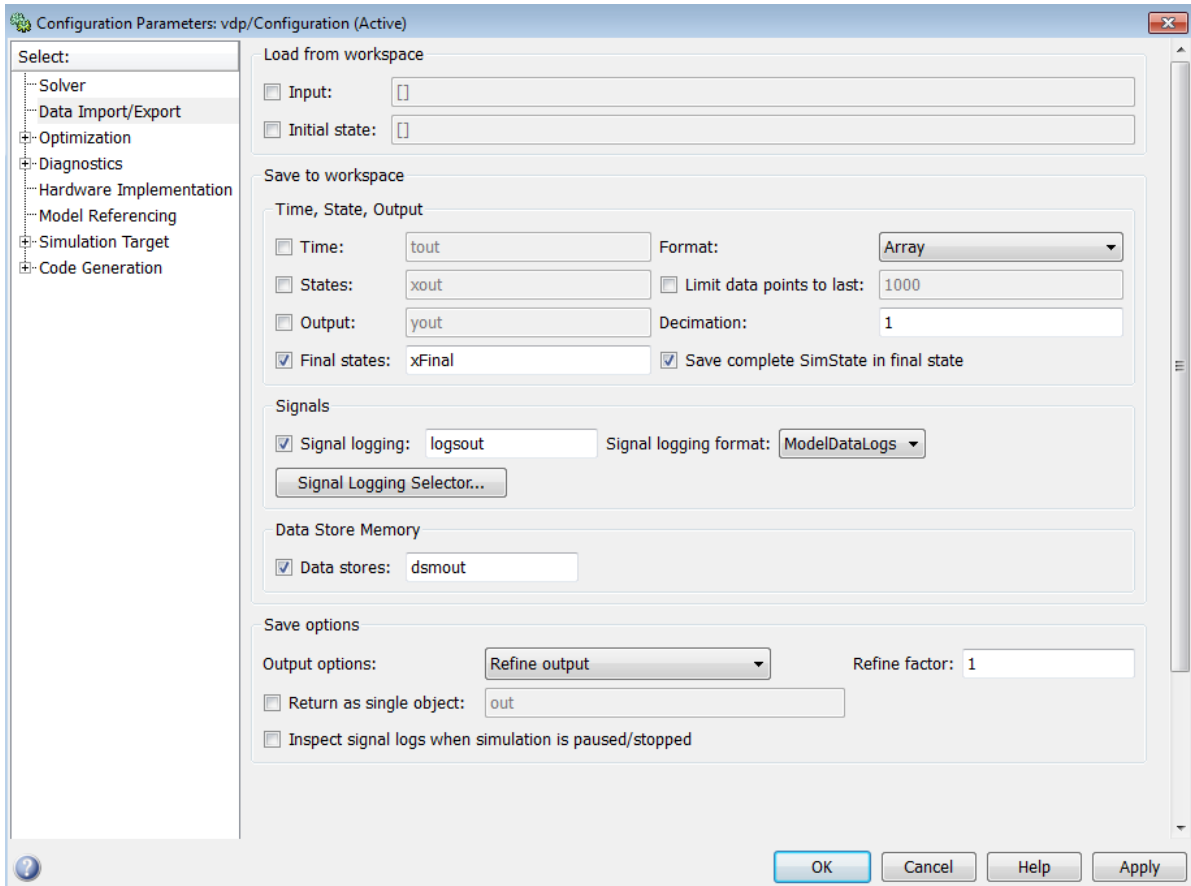 Configuration Parameters: vdp/Configuration (Active)
Select:
Solver
Data Import/Export
Optimization
Diagnostics
Hardware Implementation
Model Referencing
Simulation Target
Code Generation
Load from workspace
Input: []
Initial state: []
Save to workspace
Time, State, Output
Time: tout Format: Array
States: xout Limit data points to last: 1000
Output: yout Decimation: 1
Final states: xFinal Save complete SimState in final state
Signals
Signal logging: logsout Signal logging format: ModelDataLogs
Signal Logging Selector...
Data Store Memory
Data stores: dsmout
Save options
Output options: Refine output Refine factor: 1
Return as single object: out
Inspect signal logs when simulation is paused/stopped
? OK Cancel Help Apply